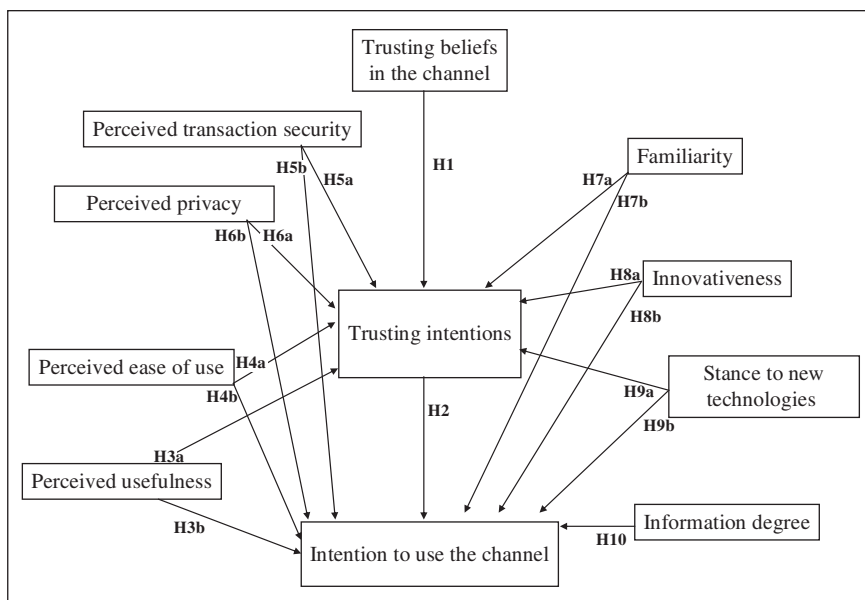 Trusting beliefs
in the channel
Perceived transaction security
H1
H5b
H5a
Familiarity
H7a
H7b
Perceived privacy
H6b
H6a
Innovativeness
H8a
H8b
Trusting intentions
Perceived ease of use
H4a
H4b
H2
Stance to new
technologies
H9a
H9b
H3a
Perceived usefulness
H3b
Intention to use the channel
Information degree
H10